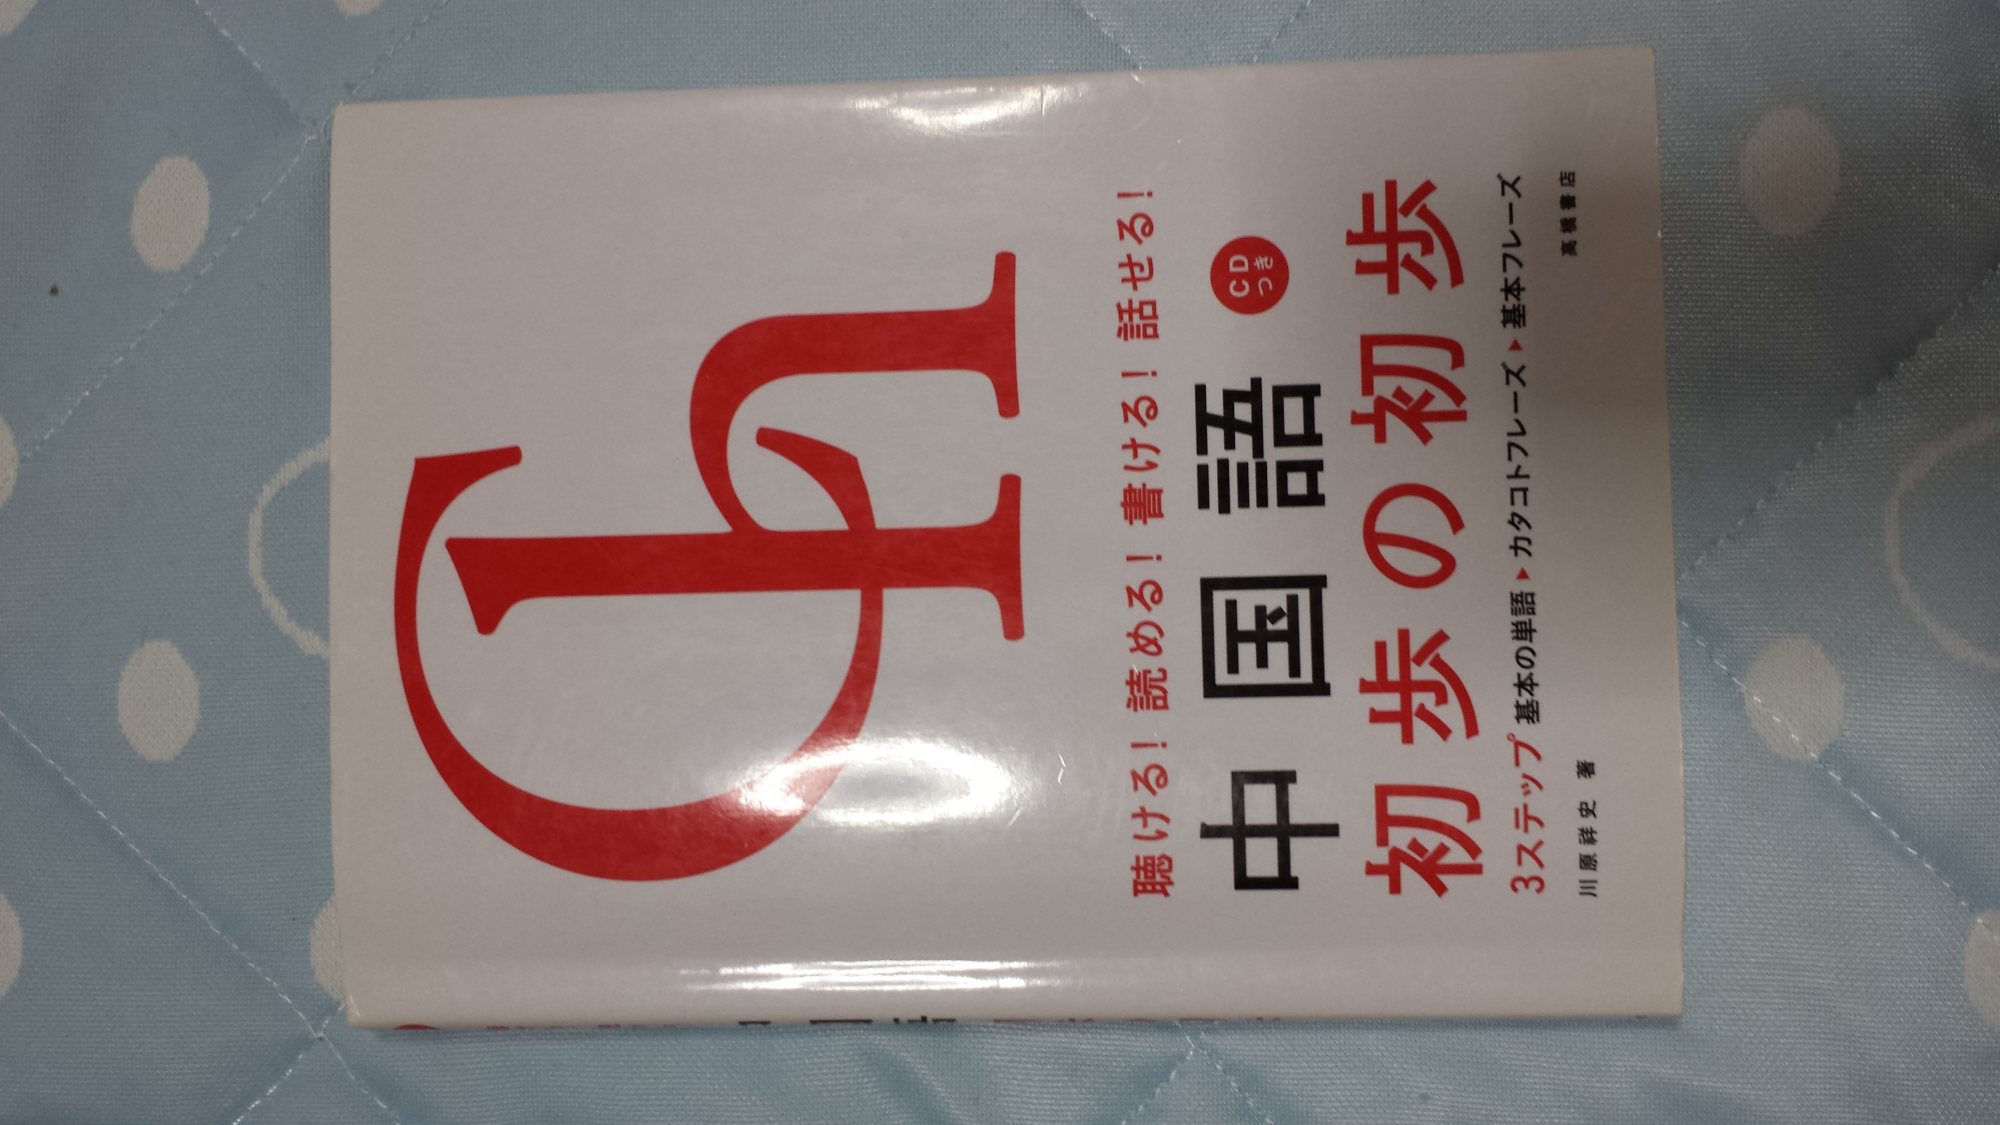 Ch
聴ける!読める!書ける!話せる!
中国語
CD
つき
初歩の初歩
3ステップ 基本の単語▶カタコトフレーズ▶基本フレーズ
川原祥史 著
高橋書店